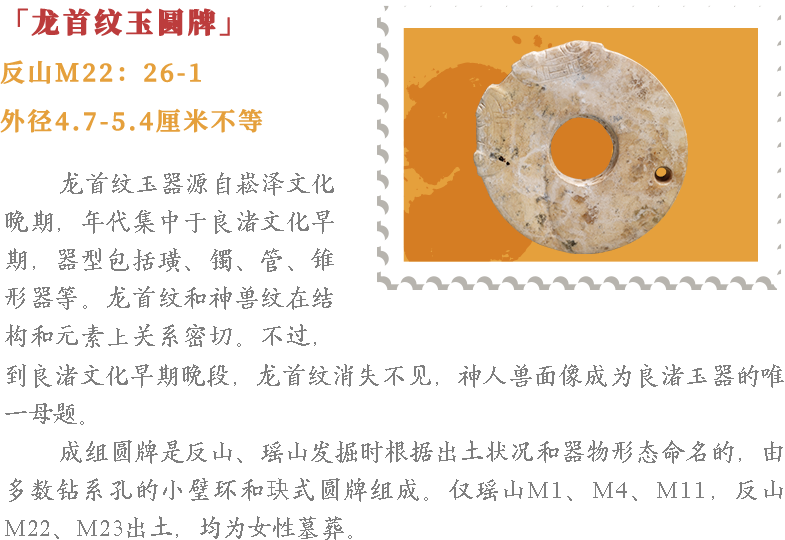 「龙首纹玉圆牌」
反山M22：26-1
外径4.7-5.4厘米不等
龙首纹玉器源自崧泽文化
晚期，年代集中于良渚文化早
期，器型包括璜、镯、管、锥
形器等。龙首纹和神兽纹在结
构和元素上关系密切。不过，
到良渚文化早期晚段，龙首纹消失不见，神人兽面像成为良渚玉器的唯
一母题。
成组圆牌是反山、瑶山发掘时根据出土状况和器物形态命名的，由
多数钻系孔的小璧环和玦式圆牌组成。仅瑶山M1、M4、M11，反山
M22、M23出土，均为女性墓葬。